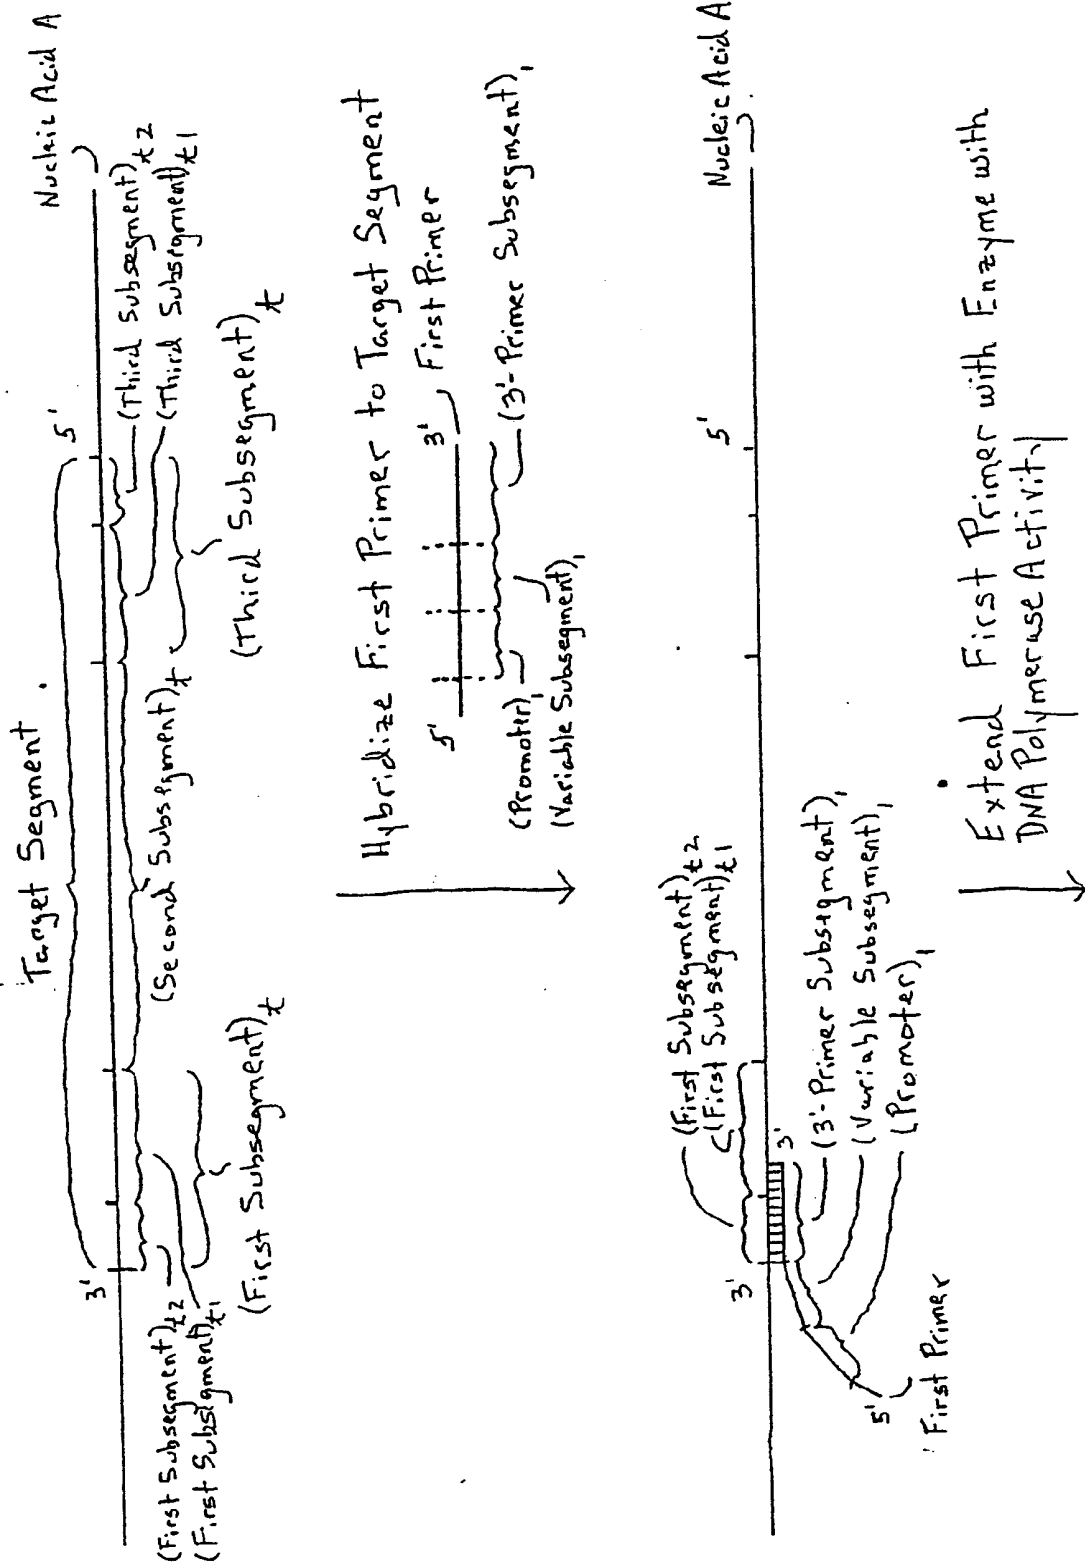 Target Segment
3'
5'
Nucleic Acid A
(First Subsegment)t2
(First Subsegment)t1
(First Subsegment)t
(Second Subsegment)t
(Third Subsegment)t2
(Third Subsegment)t1
(Third Subsegment)t
Hybridize First Primer to Target Segment
5'
3'
First Primer
(Promoter)1
(Variable Subsegment)1
(3'-Primer Subsegment)1
(First Subsegment)t2
(First Subsegment)t1
3'
5'
Nucleic Acid A
3'
(3'-Primer Subsegment)1
(Variable Subsegment)1
(Promoter)1
5'
First Primer
Extend First Primer with Enzyme with
DNA Polymerase Activity